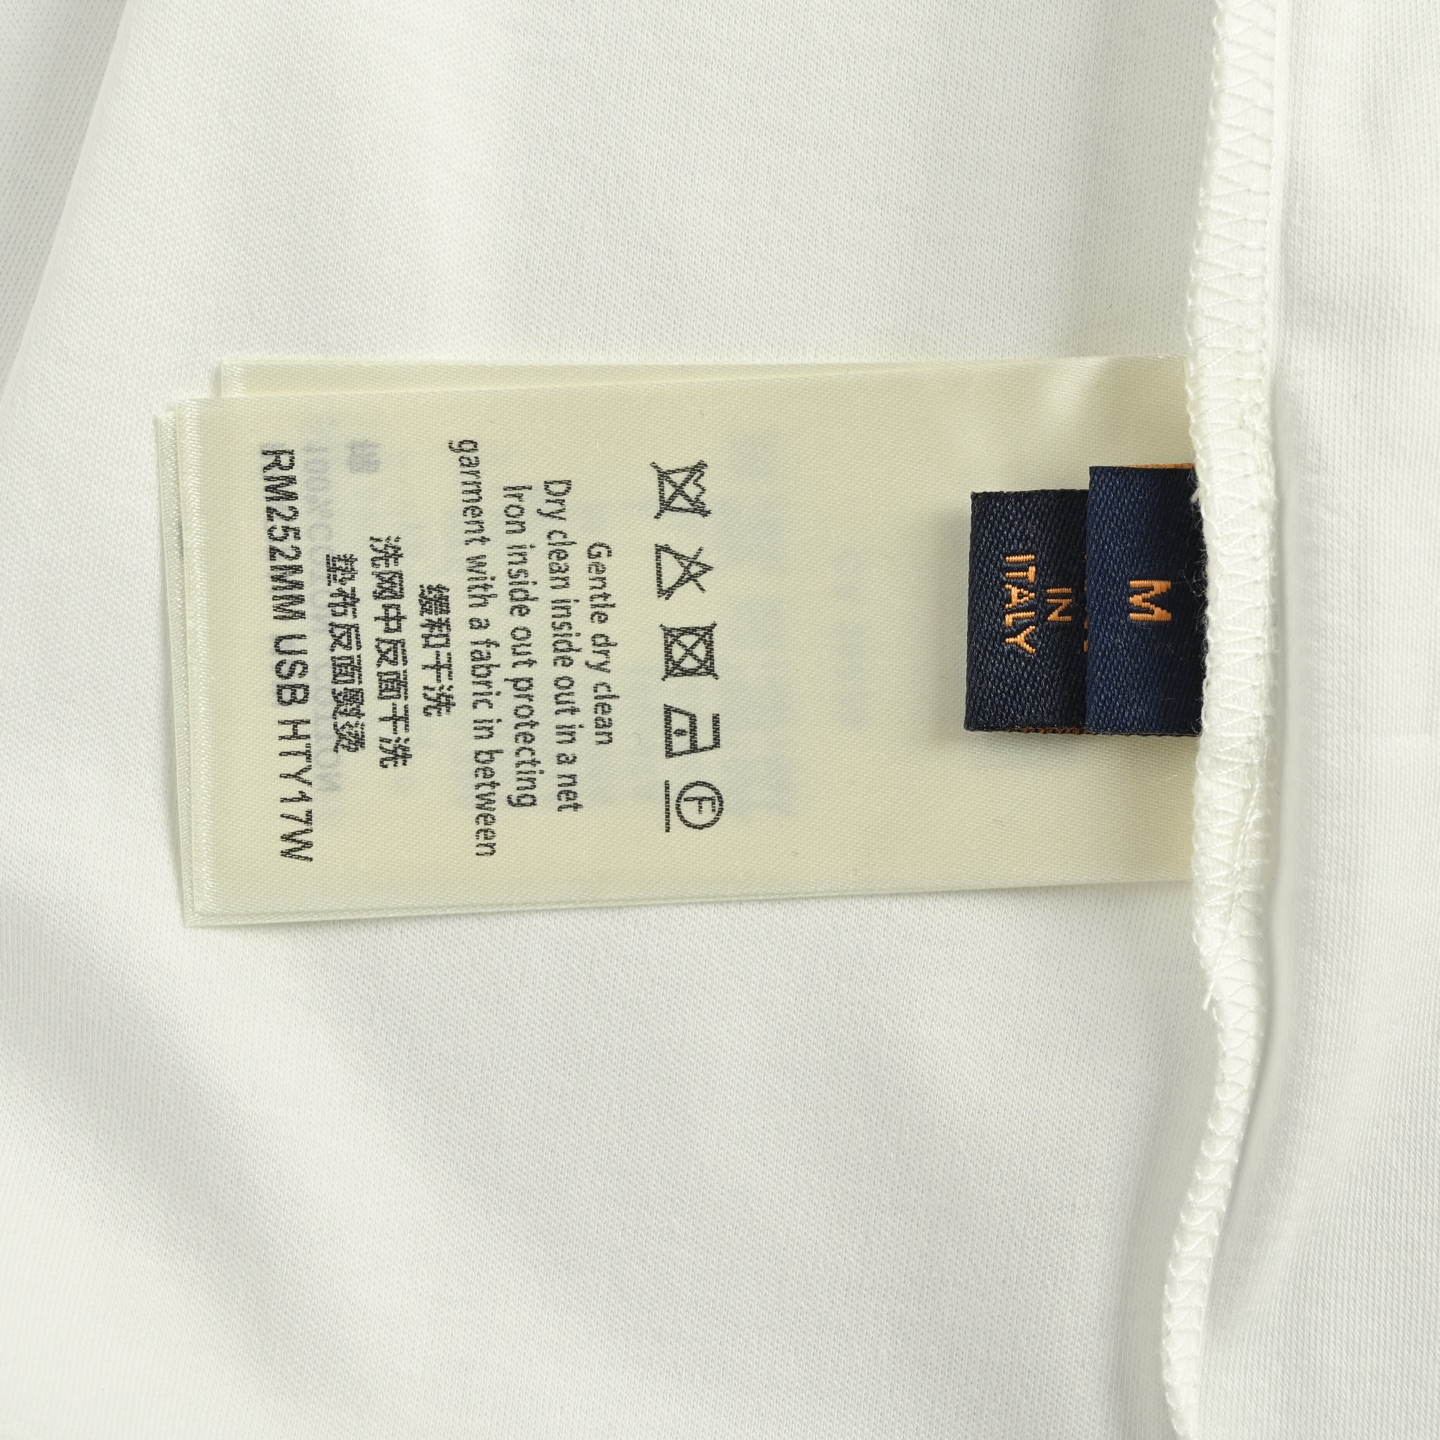 Ⓕ
Gentle dry clean
Dry clean inside out in a net
Iron inside out protecting
garment with a fabric in between
缓和干洗
洗网中反面干洗
垫布反面熨烫
RM252MM USB HTY17W
M
IN
ITALY